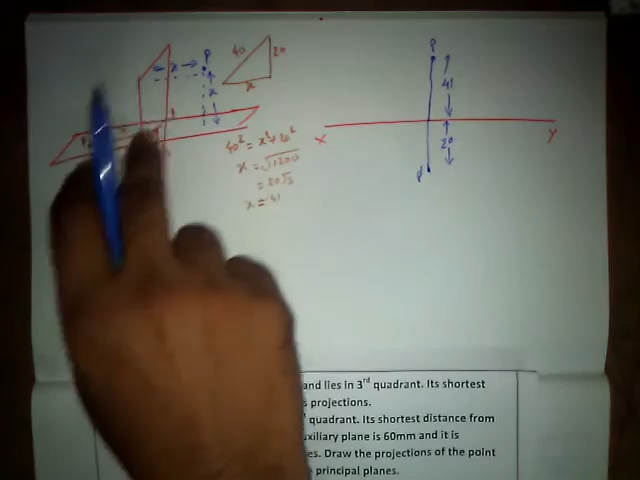 P
40
20
x
x
x
40² = x² + 20²
x = √1200
= 20√3
x = 41
P
41
X
Y
20
P'
and lies in 3rd quadrant. Its shortest
projections.
quadrant. Its shortest distance from
uxiliary plane is 60mm and it is
es. Draw the projections of the point
principal planes.